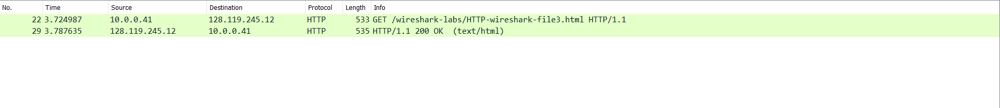 No. Time Source Destination Protocol Length Info
22 3.724987 10.0.0.41 128.119.245.12 HTTP 533 GET /wireshark-labs/HTTP-wireshark-file3.html HTTP/1.1
29 3.787635 128.119.245.12 10.0.0.41 HTTP 535 HTTP/1.1 200 OK  (text/html)